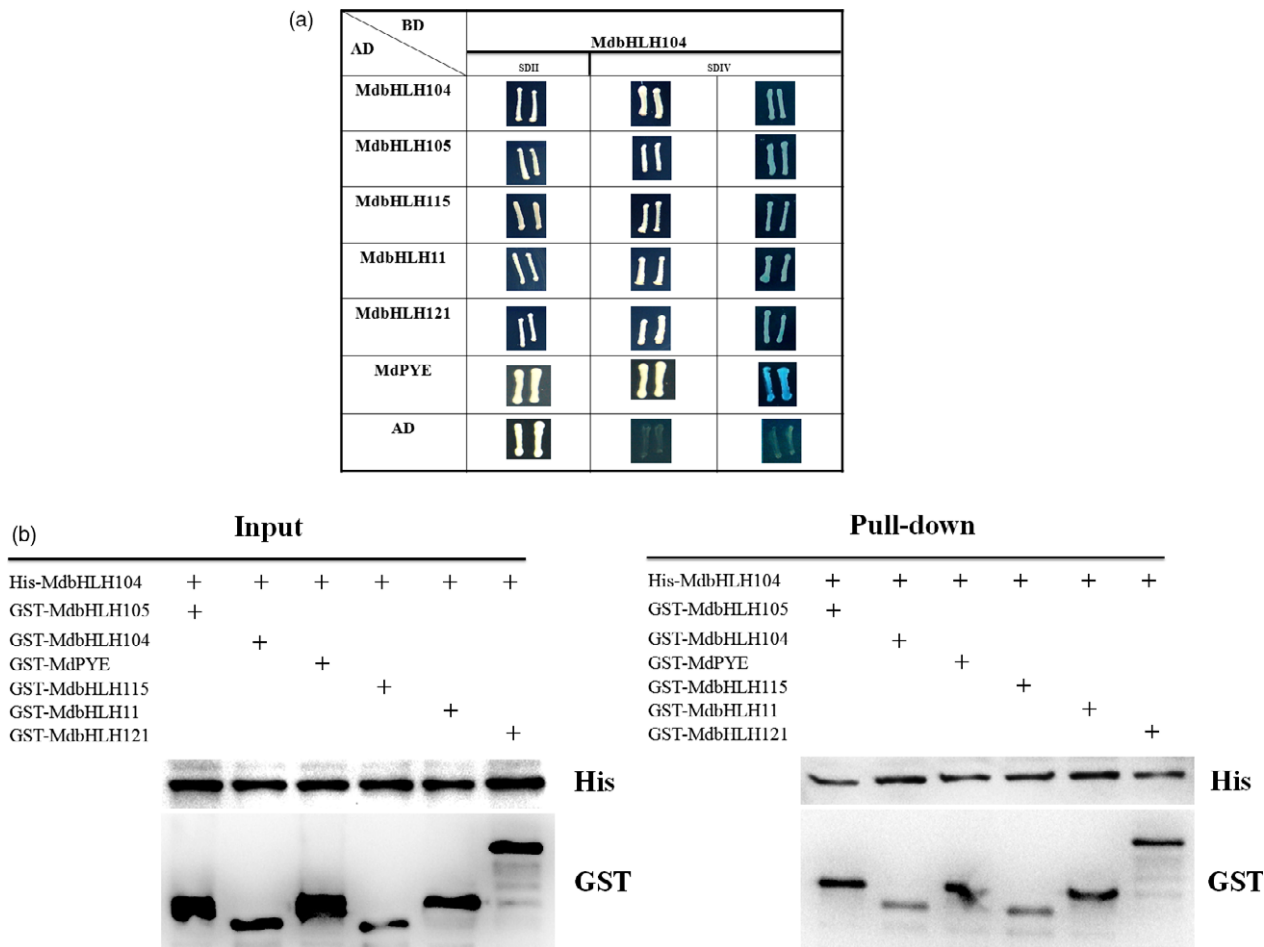 (a)
BD
AD
MdbHLH104
SDII
SDIV
MdbHLH104
MdbHLH105
MdbHLH115
MdbHLH11
MdbHLH121
MdPYE
AD
(b)
Input
Pull-down
His-MdbHLH104 + + + + + +
His-MdbHLH104 + + + + + +
GST-MdbHLH105 +
GST-MdbHLH105 +
GST-MdbHLH104 +
GST-MdbHLH104 +
GST-MdPYE +
GST-MdPYE +
GST-MdbHLH115 +
GST-MdbHLH115 +
GST-MdbHLH11 +
GST-MdbHLH11 +
GST-MdbHLH121 +
GST-MdbHLH121 +
His
His
GST
GST